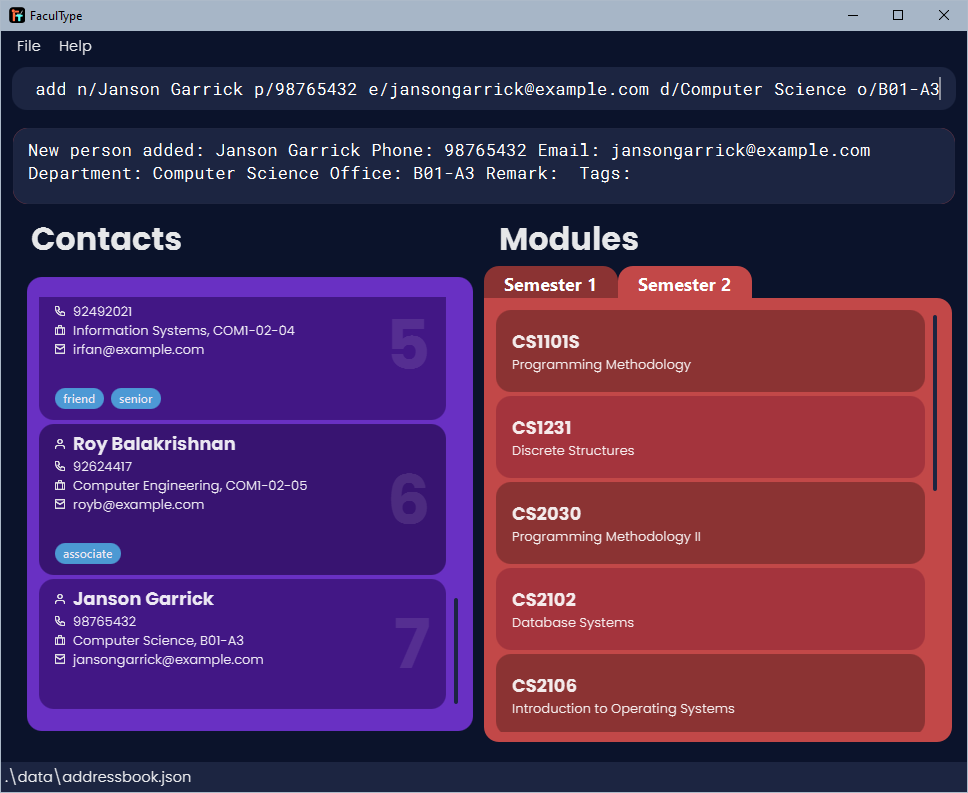 FaculType
File Help
add n/Janson Garrick p/98765432 e/jansongarrick@example.com d/Computer Science o/B01-A3
New person added: Janson Garrick Phone: 98765432 Email: jansongarrick@example.com
Department: Computer Science Office: B01-A3 Remark:  Tags:
Contacts
92492021
Information Systems, COM1-02-04
irfan@example.com
5
friend senior
Roy Balakrishnan
92624417
Computer Engineering, COM1-02-05
royb@example.com
6
associate
Janson Garrick
98765432
Computer Science, B01-A3
jansongarrick@example.com
7
Modules
Semester 1 Semester 2
CS1101S
Programming Methodology
CS1231
Discrete Structures
CS2030
Programming Methodology II
CS2102
Database Systems
CS2106
Introduction to Operating Systems
.\data\addressbook.json